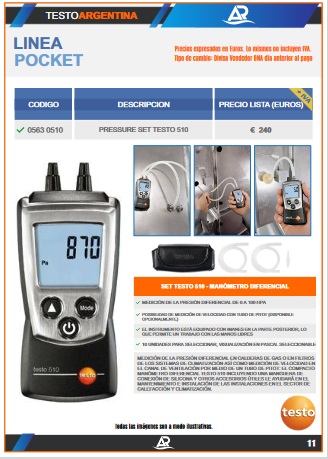 TESTOARGENTINA
AR
LINEA
POCKET
Precios expresados en Euros. Lo mismos no incluyen IVA.
Tipo de cambio: Divisa Vendedor BNA día anterior al pago
+ IVA
CODIGO DESCRIPCION PRECIO LISTA (EUROS)
0563 0510 PRESSURE SET TESTO 510 € 240
870
Pa
Mode
testo 510
testo
SET TESTO 510 - MANÓMETRO DIFERENCIAL
MEDICIÓN DE LA PRESIÓN DIFERENCIAL DE 0 A 100 HPA
POSIBILIDAD DE MEDICIÓN DE VELOCIDAD CON TUBO DE PITOT (DISPONIBLE
OPCIONALMENTE)
EL INSTRUMENTO ESTÁ EQUIPADO CON IMANES EN LA PARTE POSTERIOR, LO
QUE PERMITE UN TRABAJO CON LAS MANOS LIBRES
10 UNIDADES PARA SELECCIONAR, VISUALIZACIÓN EN PASCAL SELECCIONABLE
MEDICIÓN DE LA PRESIÓN DIFERENCIAL EN CALDERAS DE GAS O EN FILTROS
DE LOS SISTEMAS DE CLIMATIZACIÓN ASÍ COMO MEDICIÓN DE VELOCIDAD EN
EL CANAL DE VENTILACIÓN POR MEDIO DE UN TUBO DE PITOT: EL COMPACTO
MANÓMETRO DIFERENCIAL TESTO 510 INCLUYENDO UNA MANGUERA DE
CONEXIÓN DE SILICONA Y OTROS ACCESORIOS ÚTILES LE AYUDARÁ EN EL
MANTENIMIENTO E INSTALACIÓN DE LAS INSTALACIONES EN EL SECTOR DE
CALEFACCIÓN Y CLIMATIZACIÓN.
testo
Todas las imágenes son a modo ilustrativas.
AR
11